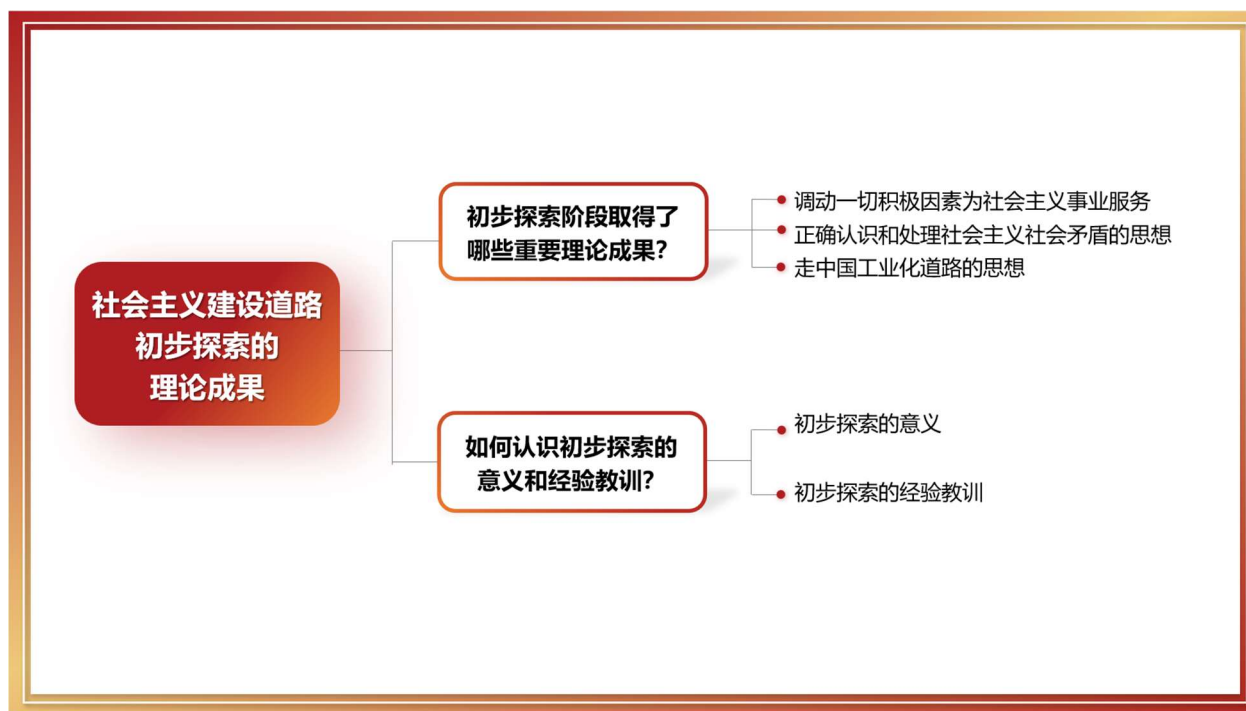 社会主义建设道路
初步探索的
理论成果
初步探索阶段取得了
哪些重要理论成果？
调动一切积极因素为社会主义事业服务
正确认识和处理社会主义社会矛盾的思想
走中国工业化道路的思想
如何认识初步探索的
意义和经验教训？
初步探索的意义
初步探索的经验教训